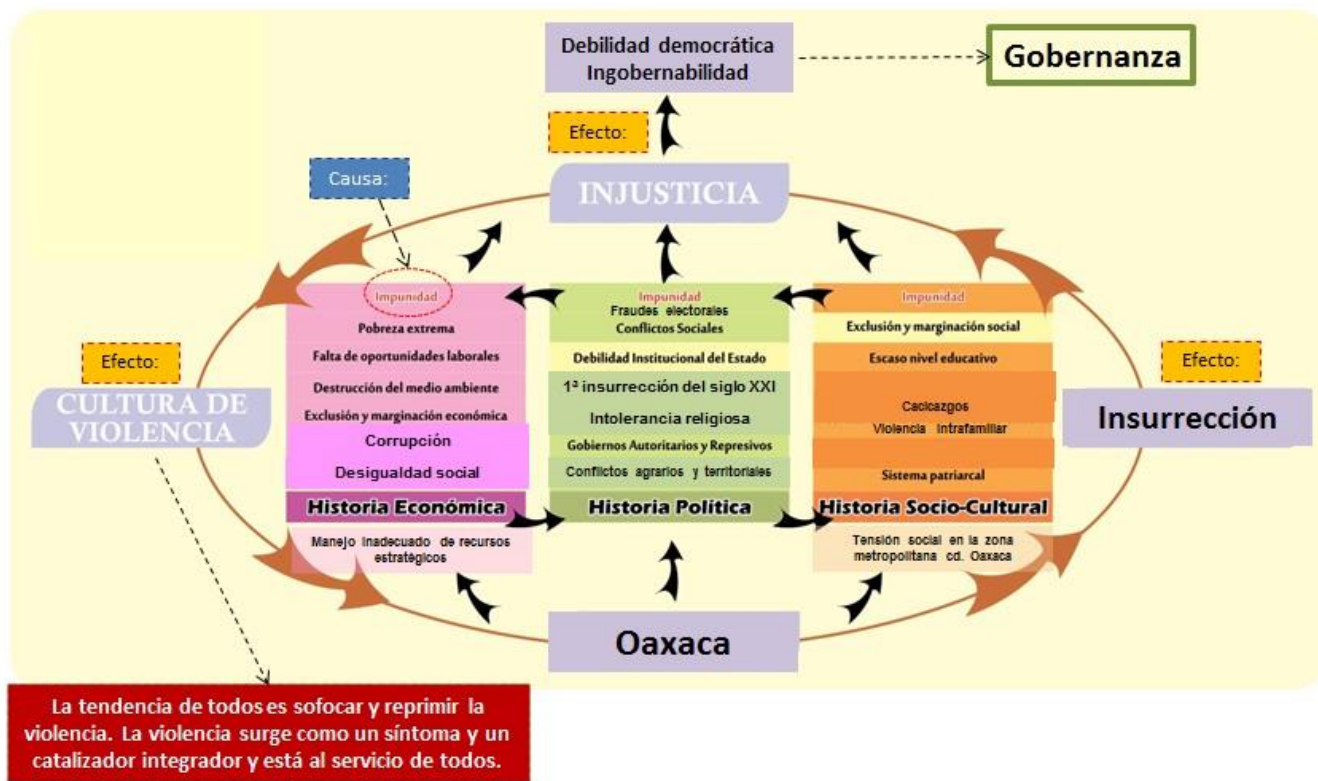 Debilidad democrática
Ingobernabilidad
Gobernanza
Efecto:
Causa:
INJUSTICIA
Impunidad
Pobreza extrema
Falta de oportunidades laborales
Destrucción del medio ambiente
Exclusión y marginación económica
Corrupción
Desigualdad social
Historia Económica
Manejo inadecuado de recursos
estratégicos
Impunidad
Fraudes electorales
Conflictos Sociales
Debilidad Institucional del Estado
1ª insurrección del siglo XXI
Intolerancia religiosa
Gobiernos Autoritarios y Represivos
Conflictos agrarios y territoriales
Historia Política
Impunidad
Exclusión y marginación social
Escaso nivel educativo
Cacicazgos
Violencia Intrafamiliar
Sistema patriarcal
Historia Socio-Cultural
Tensión social en la zona
metropolitana cd. Oaxaca
Efecto:
CULTURA DE
VIOLENCIA
Efecto:
Insurrección
Oaxaca
La tendencia de todos es sofocar y reprimir la
violencia. La violencia surge como un síntoma y un
catalizador integrador y está al servicio de todos.